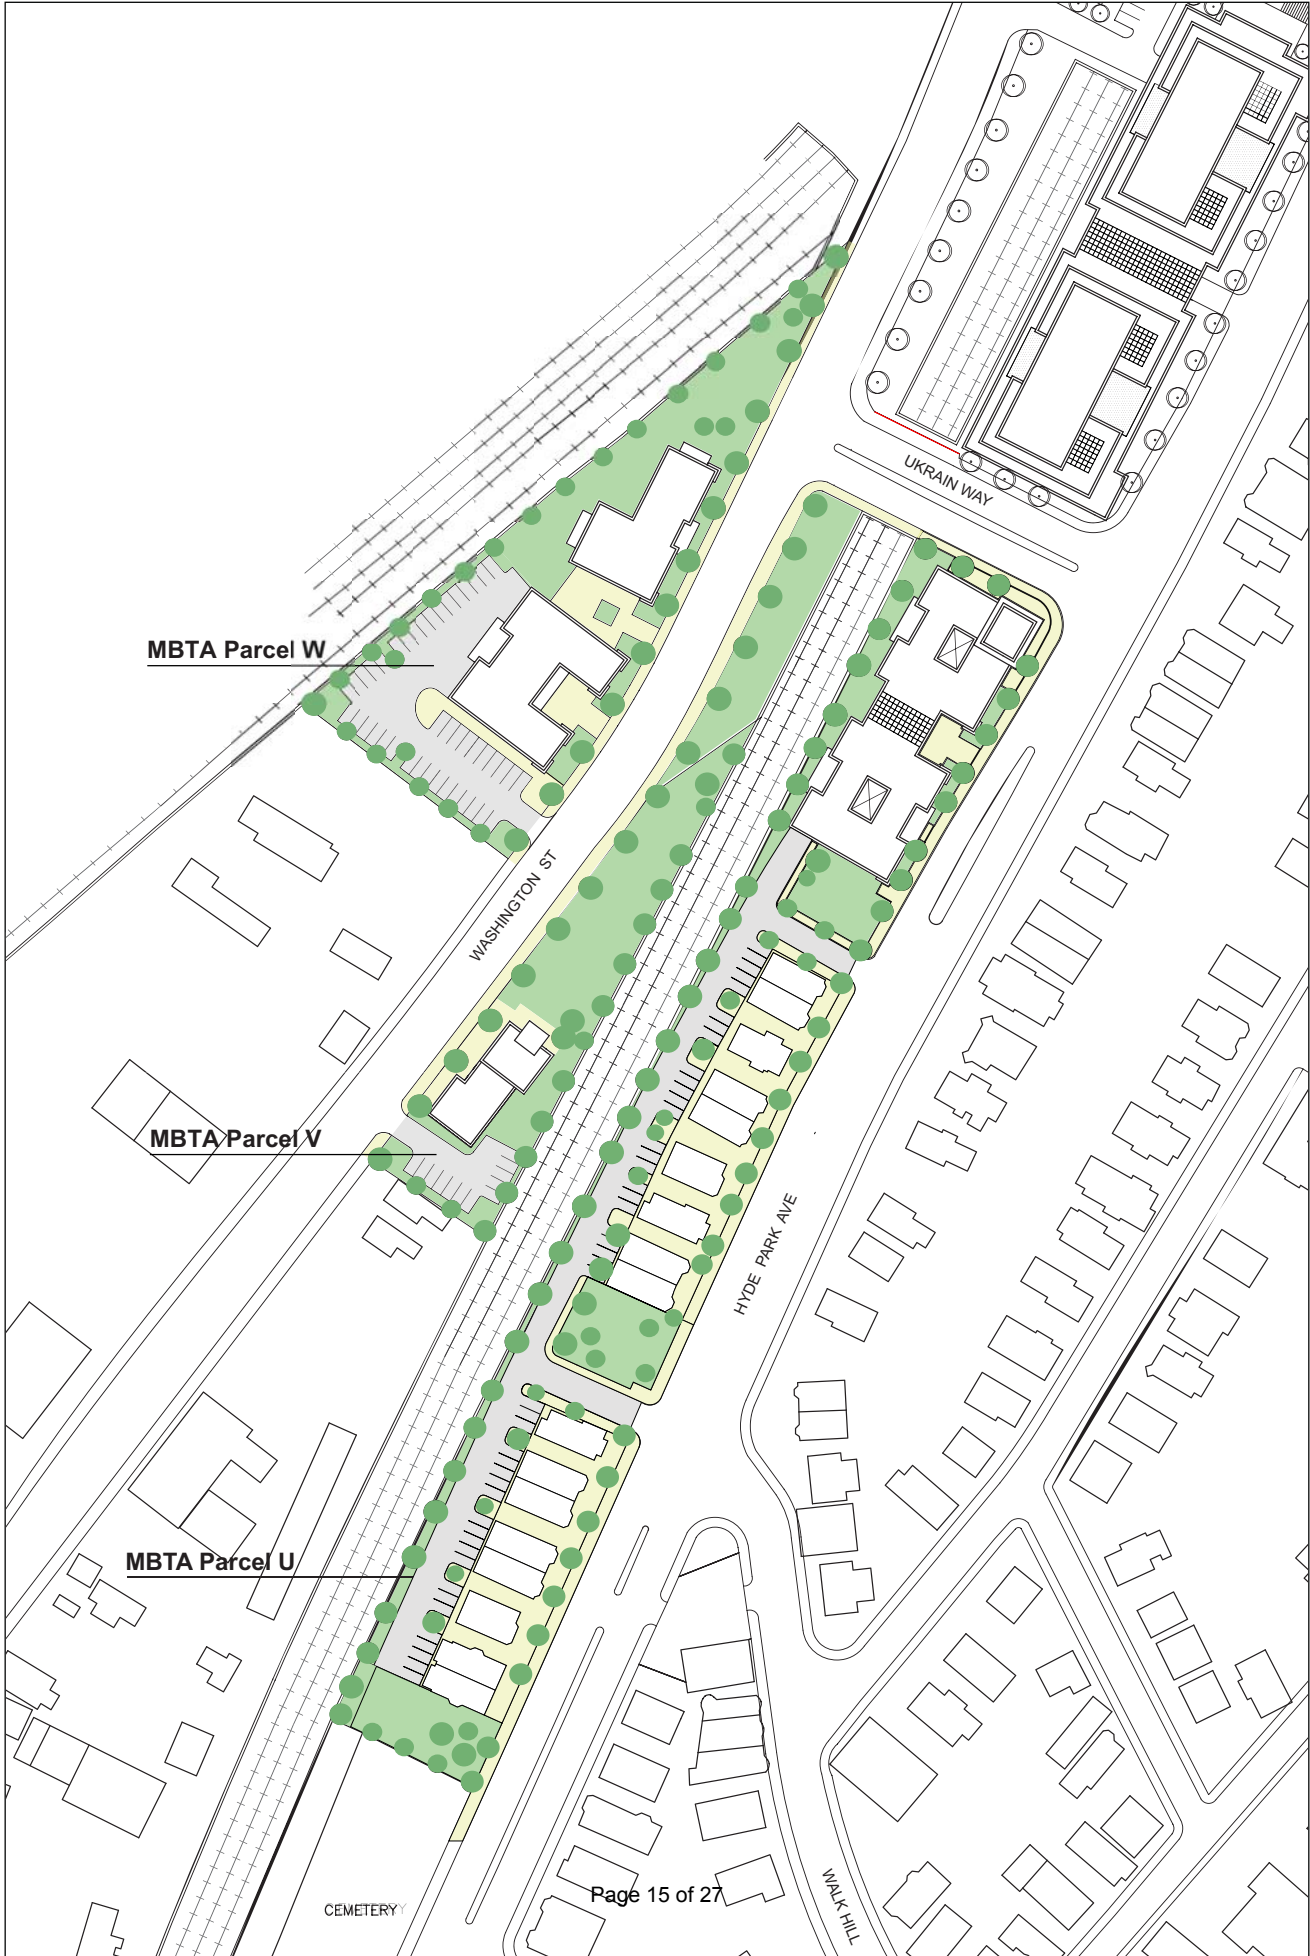 UKRAIN WAY
MBTA Parcel W
WASHINGTON ST
MBTA Parcel V
HYDE PARK AVE
MBTA Parcel U
WALK HILL
Page 15 of 27
CEMETERY